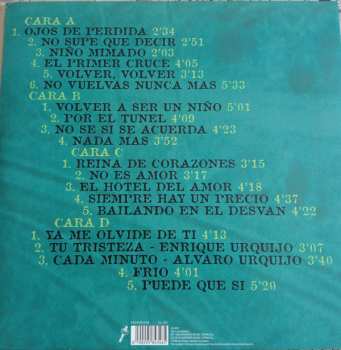 CARA A
1. OJOS DE PERDIDA 2'34
2. NO SUPE QUE DECIR 2'51
3. NIÑO MIMADO 2'03
4. EL PRIMER CRUCE 4'05
5. VOLVER, VOLVER 3'13
6. NO VUELVAS NUNCA MAS 5'33
CARA B
1. VOLVER A SER UN NIÑO 5'01
2. POR EL TUNEL 4'09
3. NO SE SI SE ACUERDA 4'23
4. NADA MAS 3'52
CARA C
1. REINA DE CORAZONES 3'15
2. NO ES AMOR 3'17
3. EL HOTEL DEL AMOR 4'18
4. SIEMPRE HAY UN PRECIO 4'37
5. BAILANDO EN EL DESVAN 4'22
CARA D
1. YA ME OLVIDE DE TI 4'13
2. TU TRISTEZA - ENRIQUE URQUIJO 3'07
3. CADA MINUTO - ALVARO URQUIJO 3'40
4. FRIO 4'01
5. PUEDE QUE SI 5'20